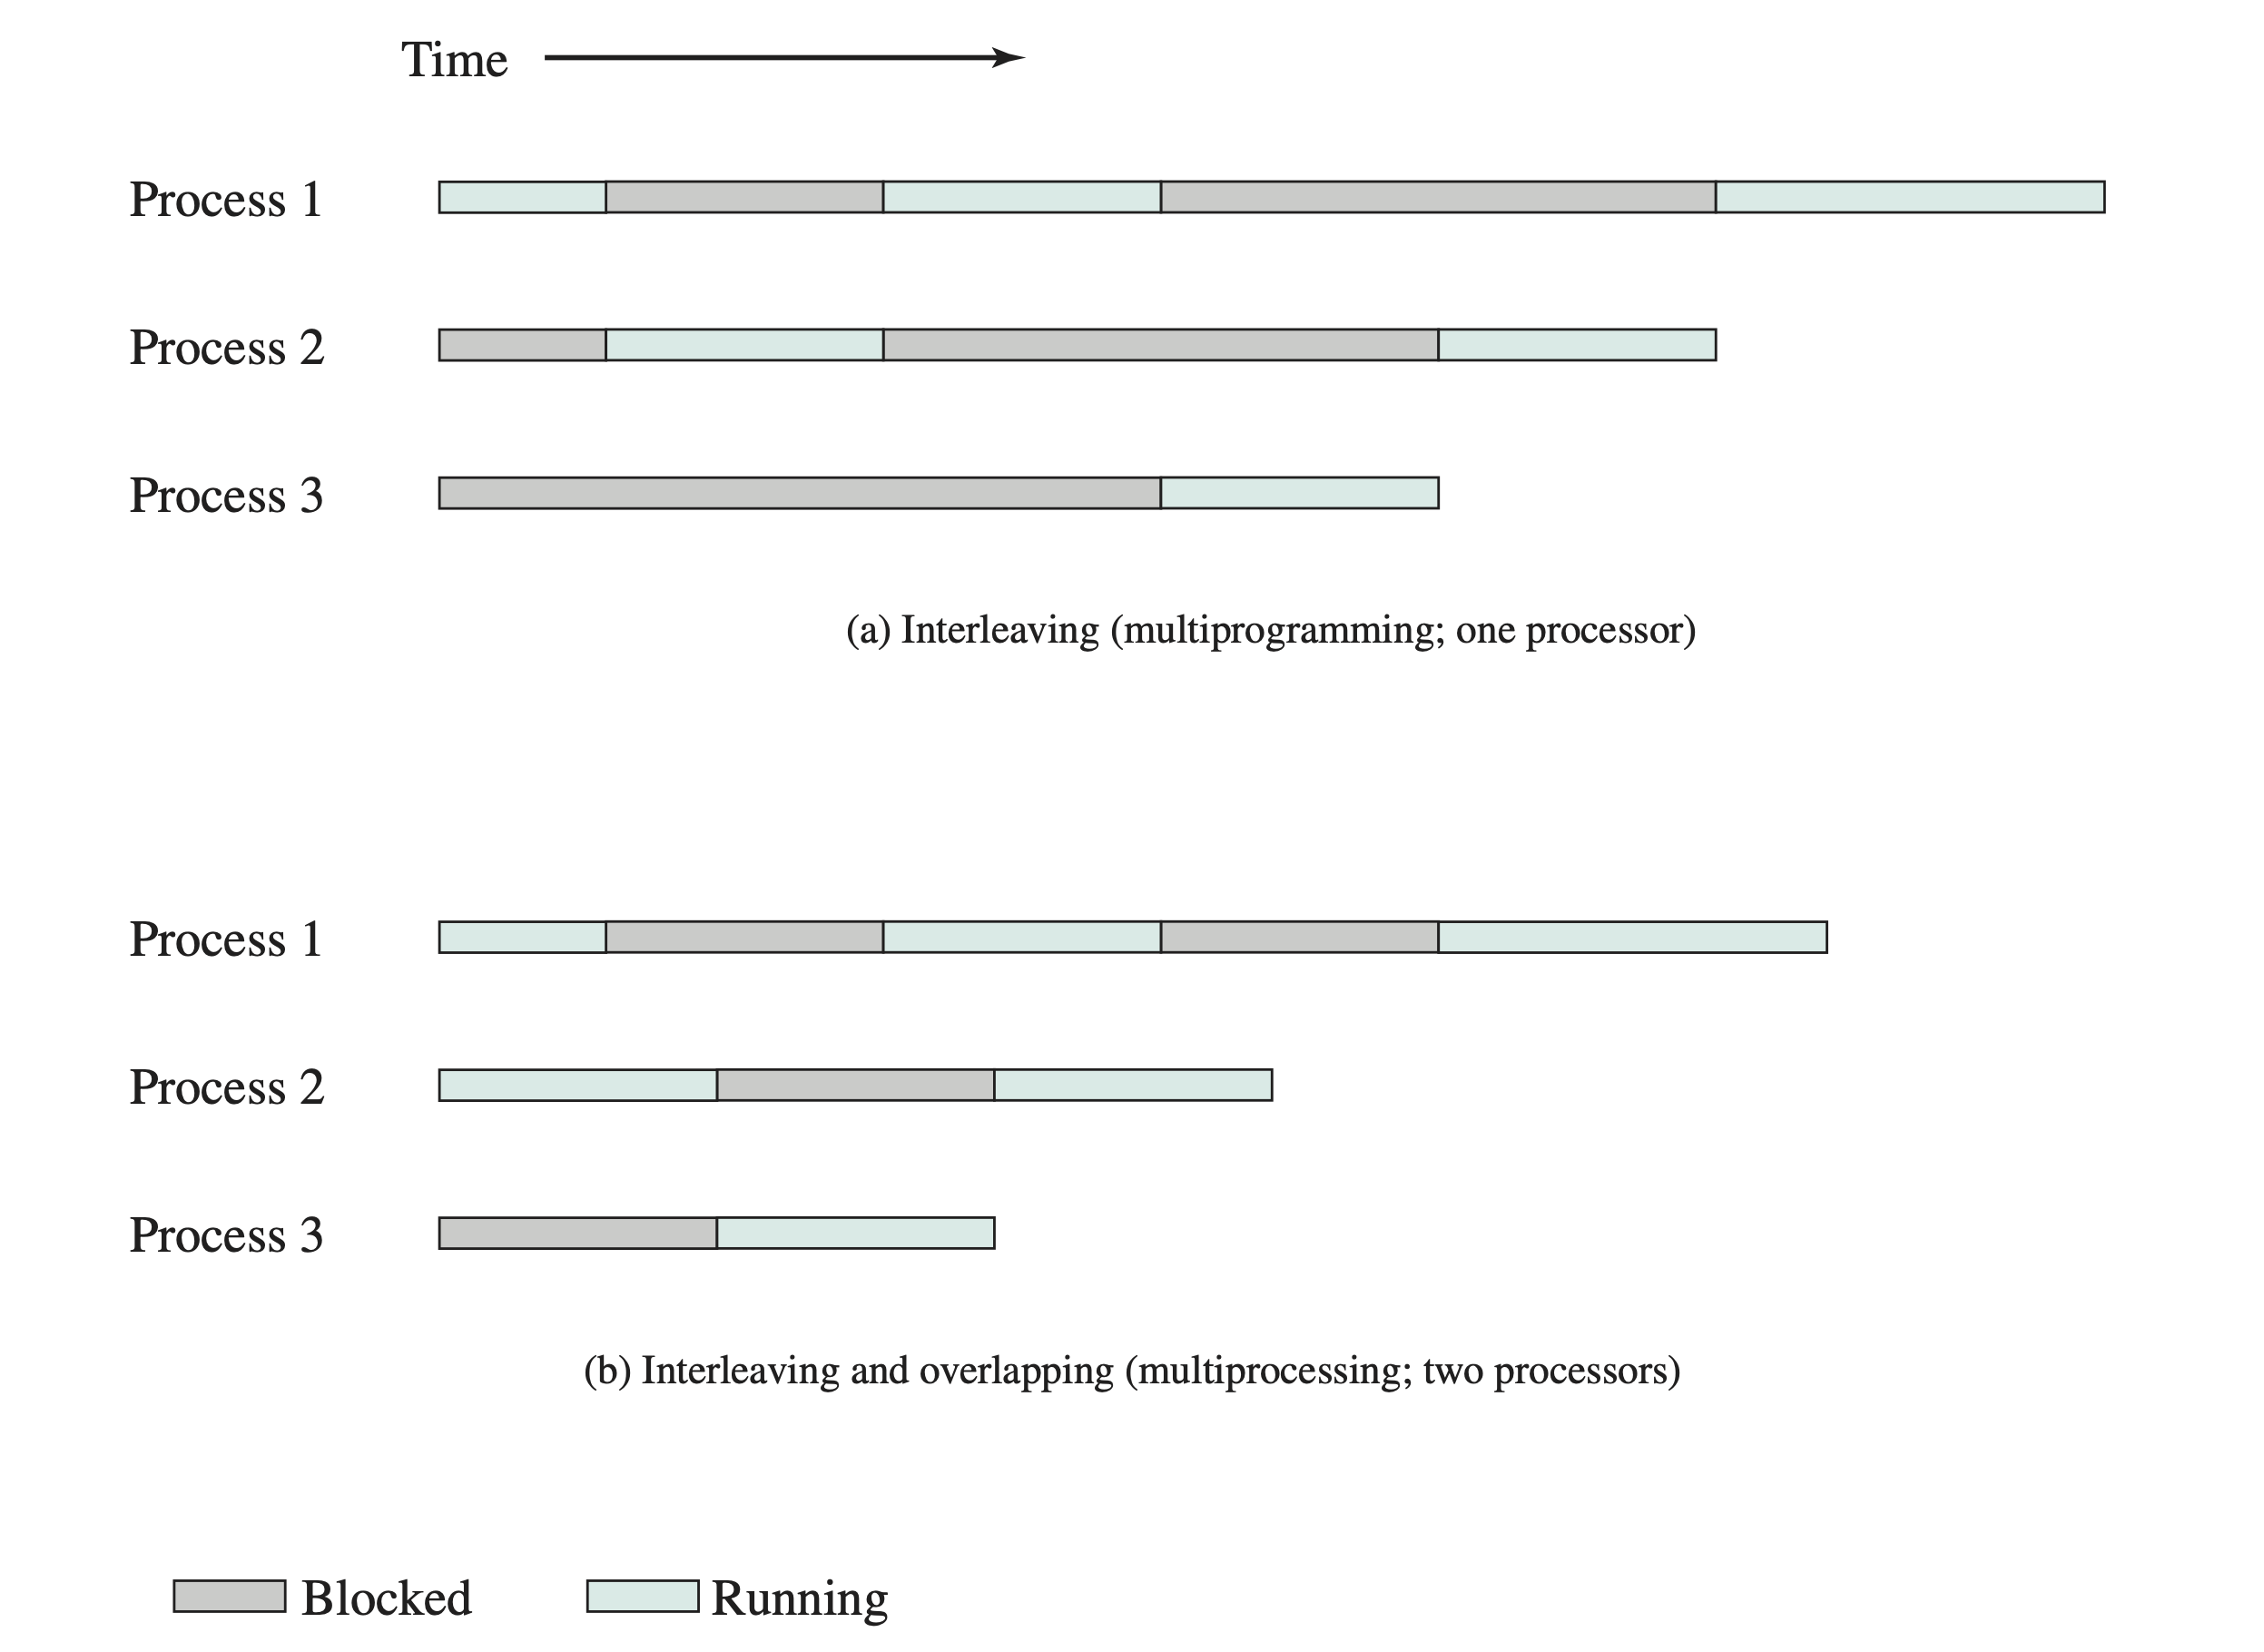 Time
Process 1
Process 2
Process 3
(a) Interleaving (multiprogramming; one processor)
Process 1
Process 2
Process 3
(b) Interleaving and overlapping (multiprocessing; two processors)
Blocked Running